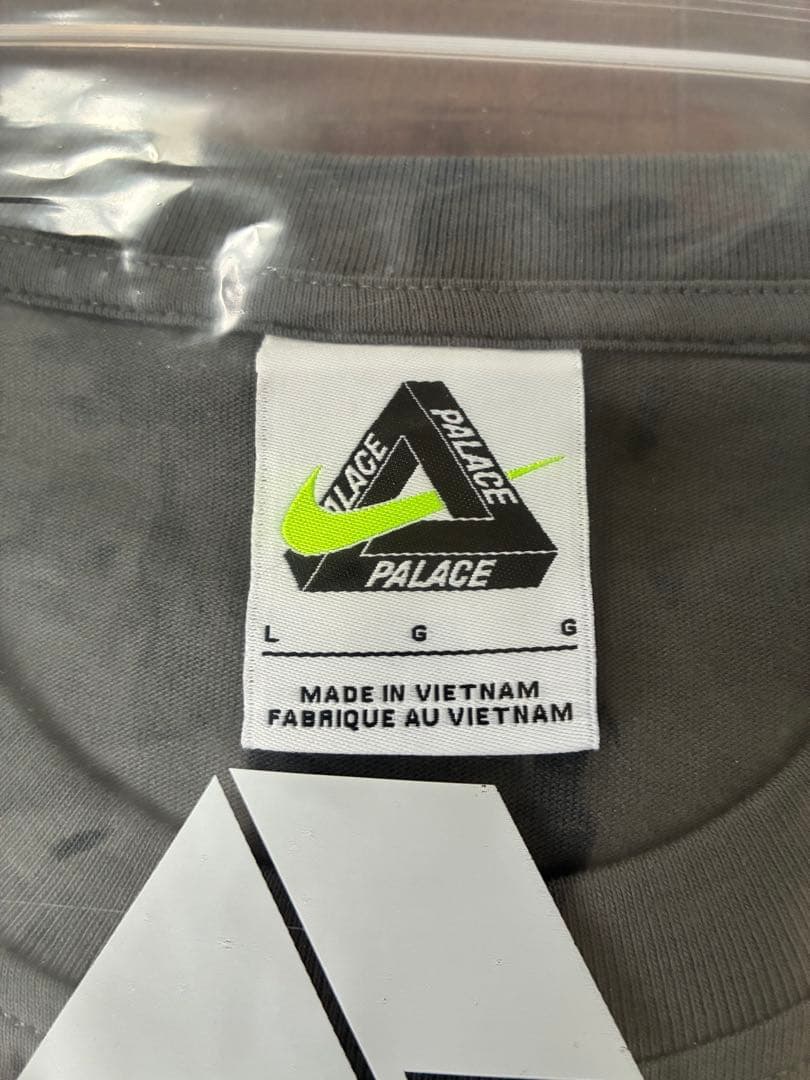 PALACE
PALACE
PALACE
L G G
MADE IN VIETNAM
FABRIQUE AU VIETNAM